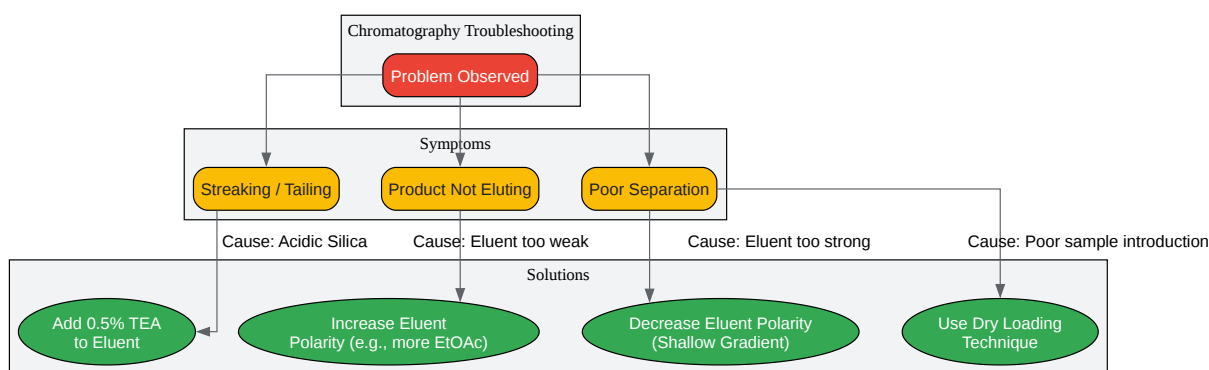 Chromatography Troubleshooting
Problem Observed
Symptoms
Streaking / Tailing
Product Not Eluting
Poor Separation
Cause: Acidic Silica
Cause: Eluent too weak
Cause: Eluent too strong
Cause: Poor sample introduction
Solutions
Add 0.5% TEA
to Eluent
Increase Eluent
Polarity (e.g., more EtOAc)
Decrease Eluent Polarity
(Shallow Gradient)
Use Dry Loading
Technique